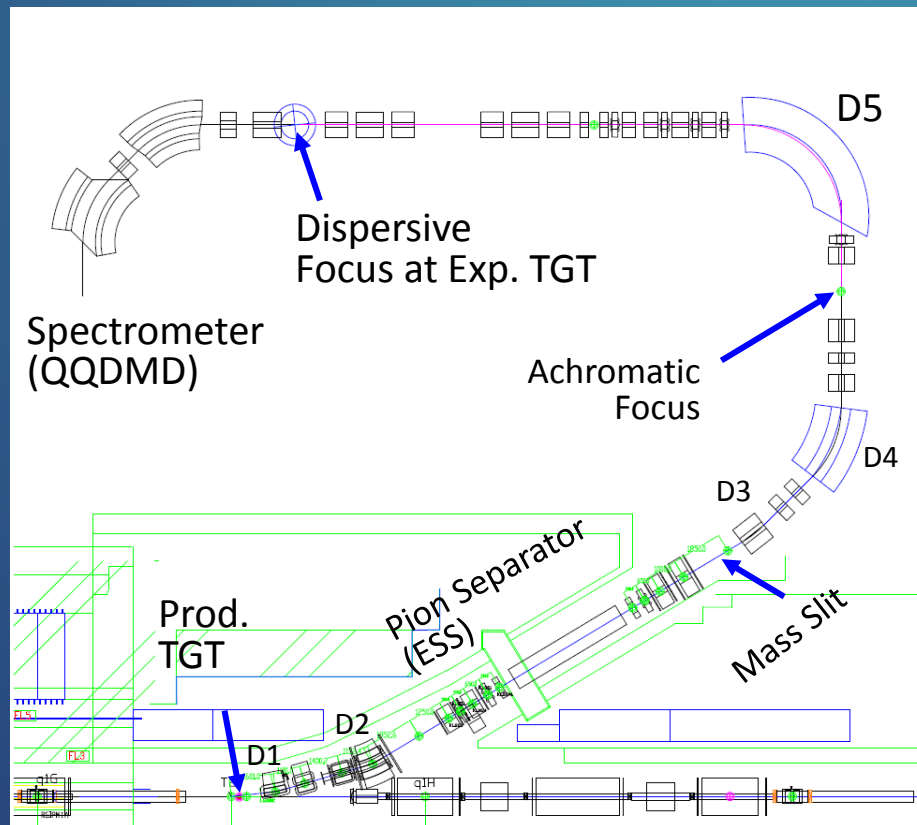 D5
Dispersive
Focus at Exp. TGT
Spectrometer
(QQDMD)
Achromatic
Focus
D4
D3
Pion Separator
(ESS)
Mass Slit
Prod.
TGT
D2
D1
FL3
q1G
q1H